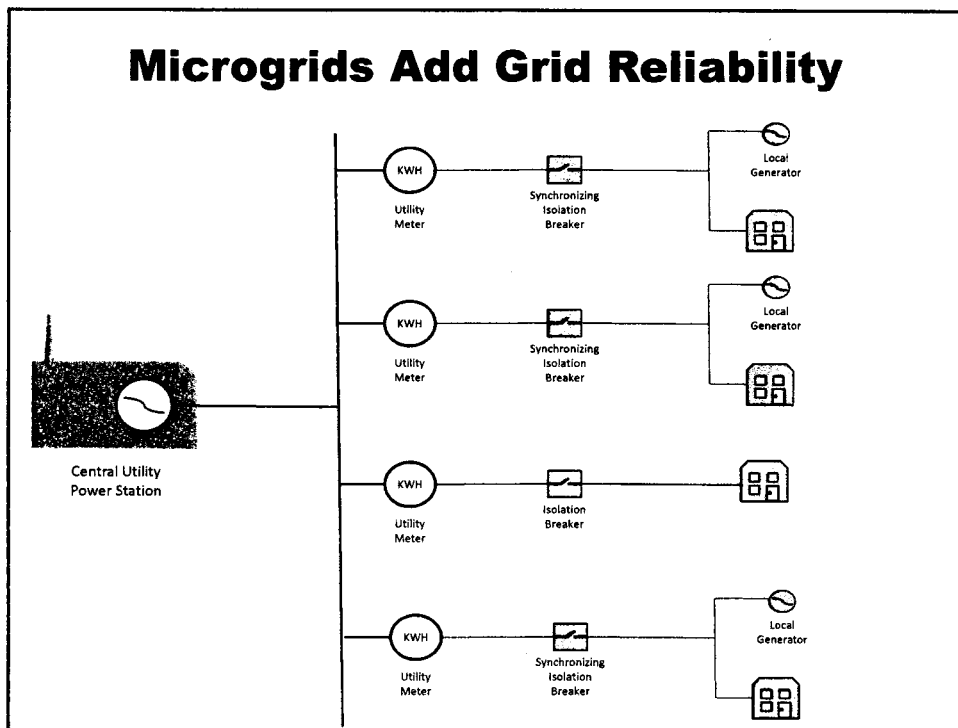 Microgrids Add Grid Reliability
KWH
Utility
Meter
Synchronizing
Isolation
Breaker
Local
Generator
KWH
Utility
Meter
Synchronizing
Isolation
Breaker
Local
Generator
Central Utility
Power Station
KWH
Utility
Meter
Isolation
Breaker
KWH
Utility
Meter
Synchronizing
Isolation
Breaker
Local
Generator